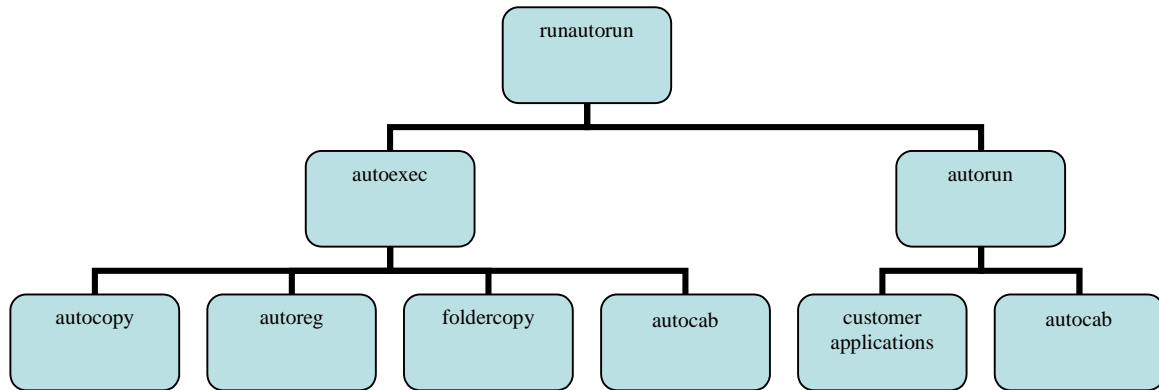 runautorun
autoexec
autorun
autocopy
autoreg
foldercopy
autocab
customer
applications
autocab